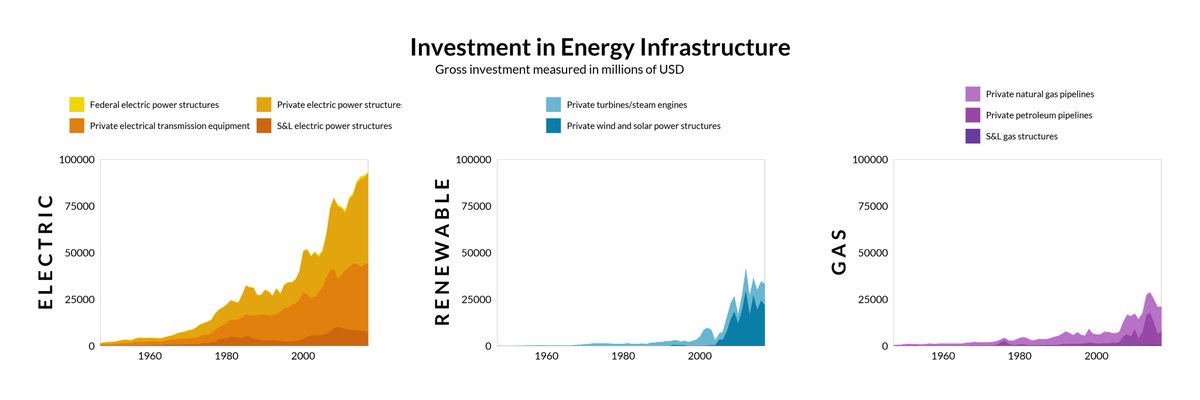 Investment in Energy Infrastructure
Gross investment measured in millions of USD
Federal electric power structures
Private electric power structure
Private electrical transmission equipment
S&L electric power structures
ELECTRIC
100000
75000
50000
25000
0
1960
1980
2000
Private turbines/steam engines
Private wind and solar power structures
RENEWABLE
100000
75000
50000
25000
0
1960
1980
2000
Private natural gas pipelines
Private petroleum pipelines
S&L gas structures
GAS
100000
75000
50000
25000
0
1960
1980
2000